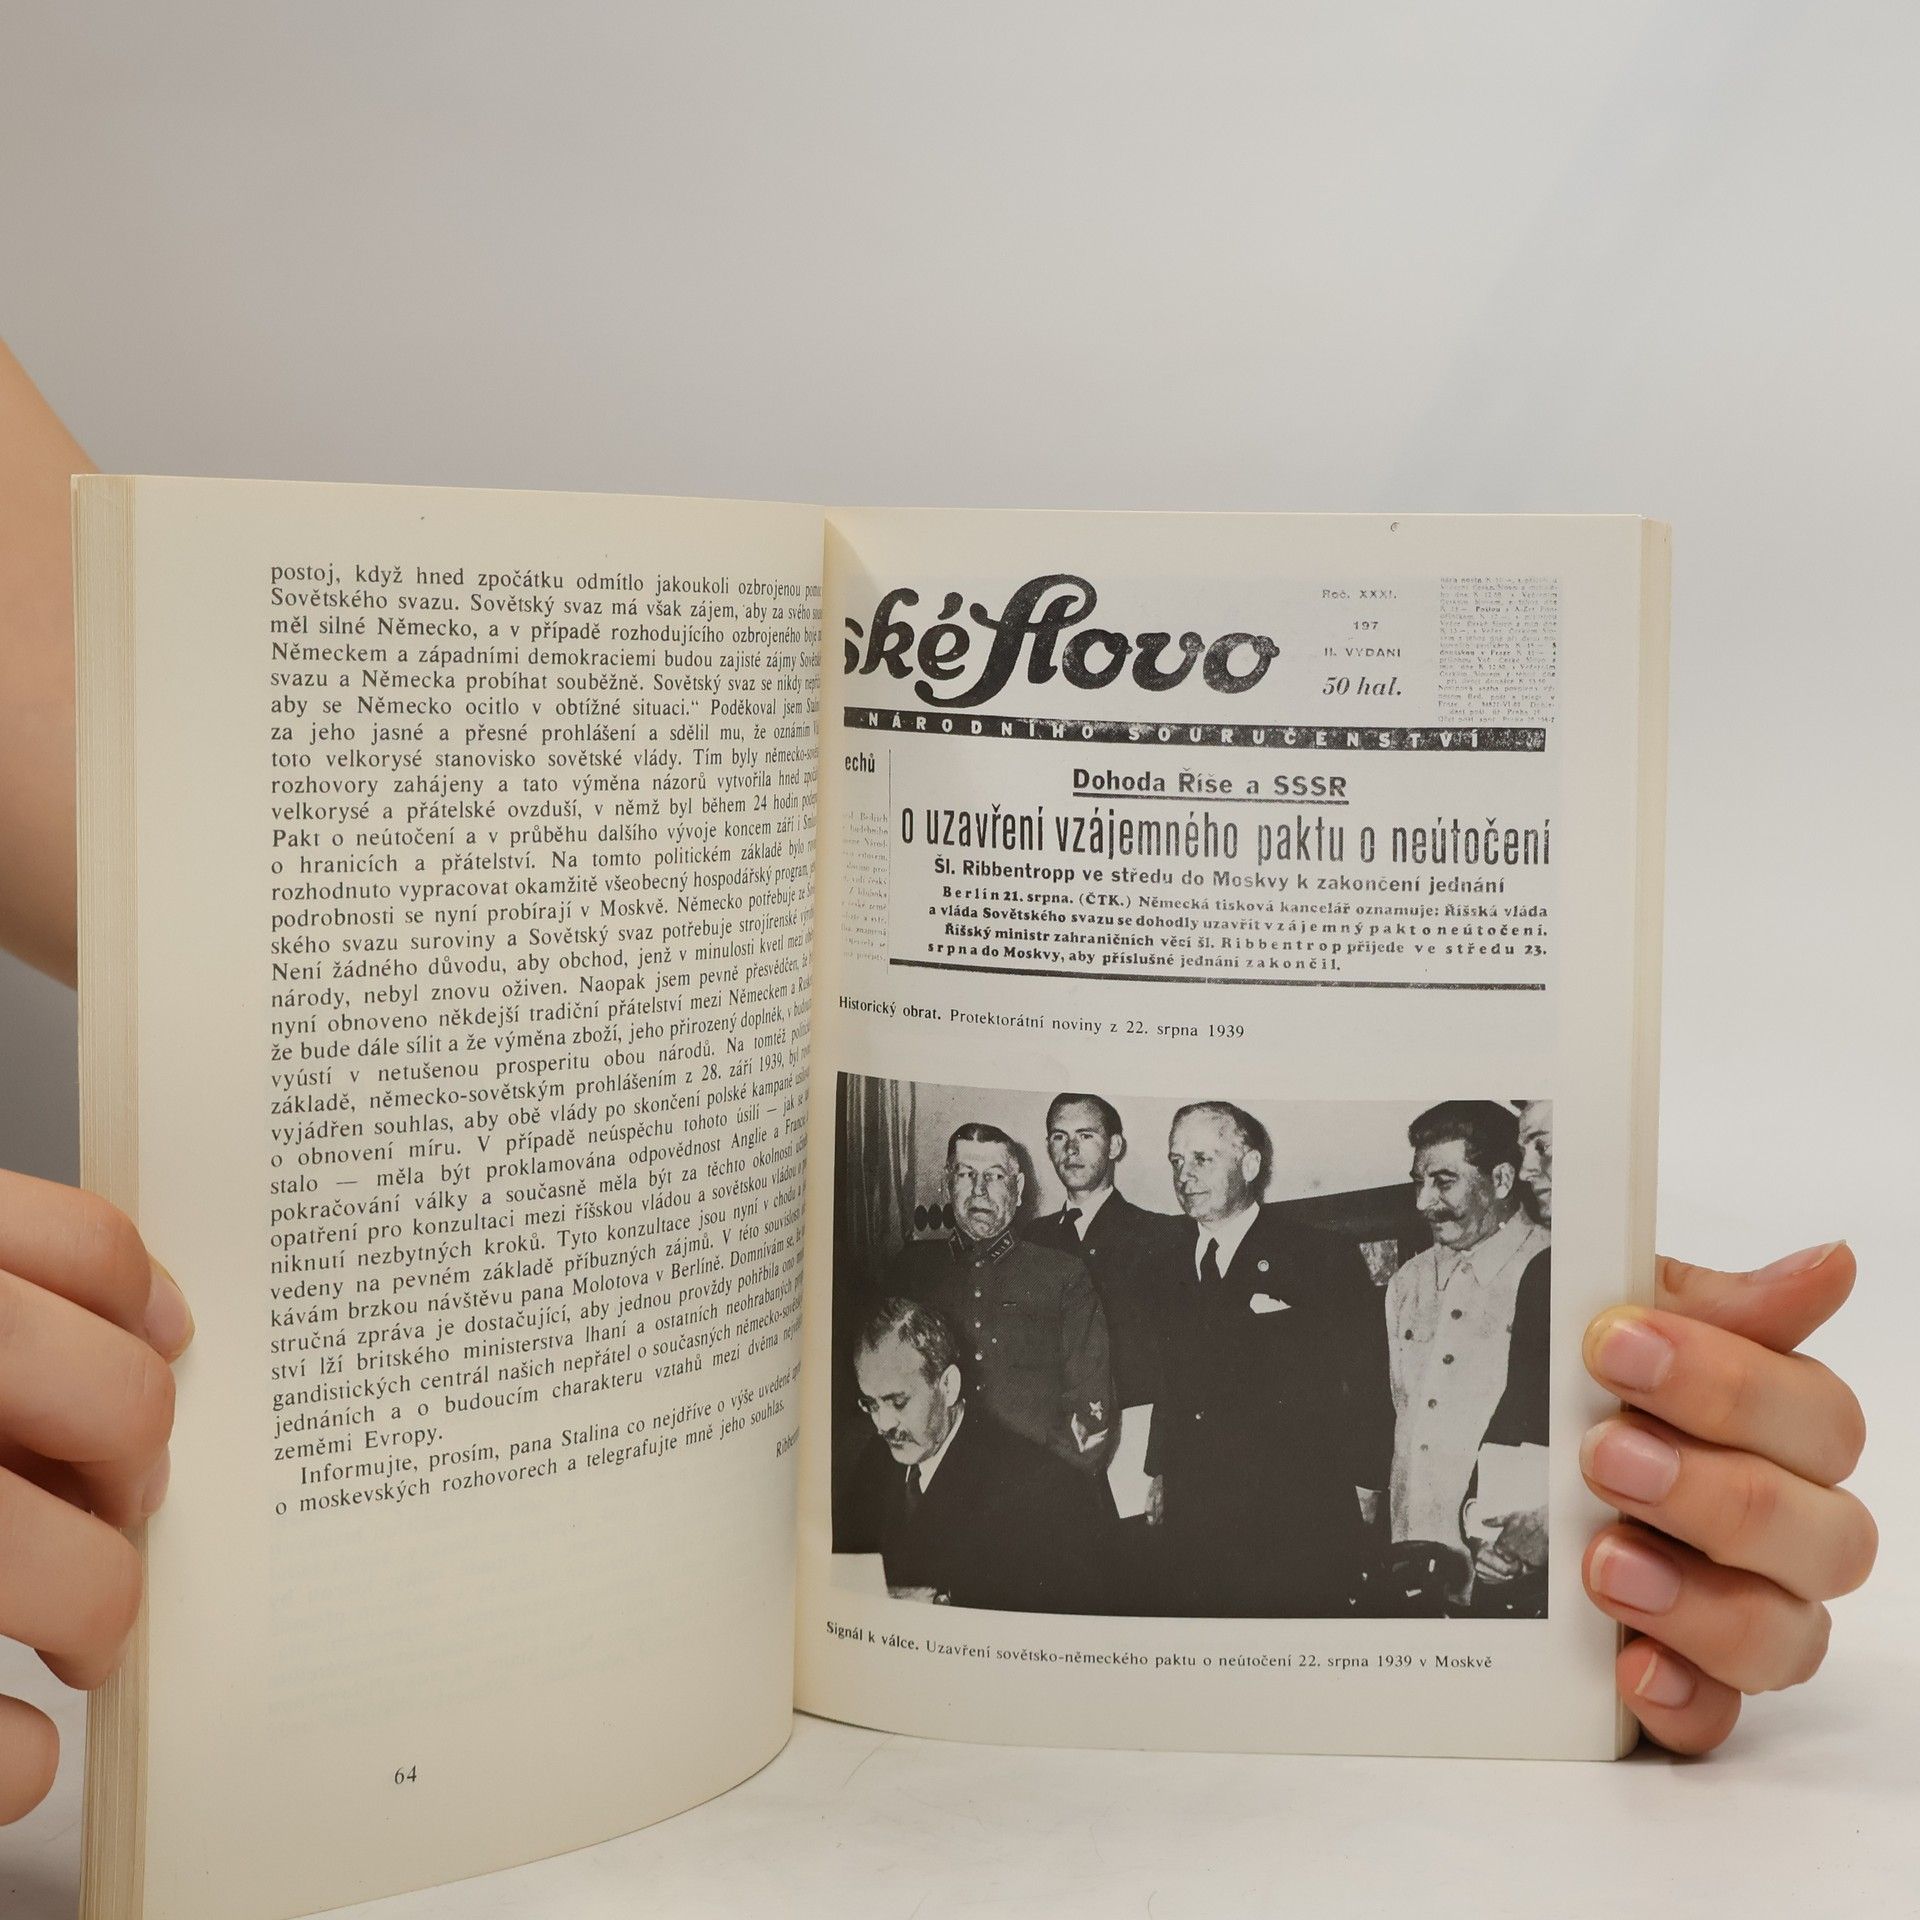 postoj, když hned zpočátku odmítlo jakoukoli ozbrojenou
Sovětského svazu. Sovětský svaz má však zájem, aby za svého
měl silné Německo, a v případě rozhodujícího ozbrojeného
Německem a západními demokraciemi budou zajisté zájmy
svazu a Německa probíhat souběžně. Sovětský svaz se nikdy
aby se Německo ocitlo v obtížné situaci.“ Poděkoval jsem
za jeho jasné a přesné prohlášení a sdělil mu, že oznámím
toto velkorysé stanovisko sovětské vlády. Tím byly
rozhovory zahájeny a tato výměna názorů vytvořila hned
velkorysé a přátelské ovzduší, v němž byl během 24 hodin
Pakt o neútočení a v průběhu dalšího vývoje koncem září i
o hranicích a přátelství. Na tomto politickém základě bylo
rozhodnuto vypracovat okamžitě všeobecný hospodářský program,
podrobnosti se nyní probírají v Moskvě. Německo potřebuje ze
ského svazu suroviny a Sovětský svaz potřebuje strojírenské
Není žádného důvodu, aby obchod, jenž v minulosti kvetl mezi
národy, nebyl znovu oživen. Naopak jsem pevně přesvědčen, že
nyní obnoveno někdejší tradiční přátelství mezi Německem a
že bude dále sílit a že výměna zboží, jeho přirozený doplněk, v
vyústí v netušenou prosperitu obou národů. Na tomtéž
základě, německo-sovětským prohlášením z 28. září 1939, byl
vyjádřen souhlas, aby obě vlády po skončení polské kampaně
o obnovení míru. V případě neúspěchu tohoto úsilí — jak se
stalo — měla být proklamována odpovědnost Anglie a
pokračování války a současně měla být za těchto okolností
opatření pro konzultaci mezi říšskou vládou a sovětskou vládou o
niknutí nezbytných kroků. Tyto konzultace jsou nyní v chodu a
vedeny na pevném základě příbuzných zájmů. V této souvislosti
kávám brzkou návštěvu pana Molotova v Berlíně. Domnívám se, že
stručná zpráva je dostačující, aby jednou provždy pohřbila ono
ství lží britského ministerstva lhaní a ostatních neohrabaných
gandistických centrál našich nepřátel o současných
jednáních a o budoucím charakteru vztahů mezi dvěma
zeměmi Evropy.
Informujte, prosím, pana Stalina co nejdříve o výše uvedené
o moskevských rozhovorech a telegrafujte mně jeho souhlas.
64
ské Slovo
Roč. XXXI.
197
II. VYDÁNÍ
50 hal.
NÁRODNÍHO SOURUČENSTVÍ
echů
Dohoda Říše a SSSR
o uzavření vzájemného paktu o neútočení
Šl. Ribbentropp ve středu do Moskvy k zakončení jednání
Berlín 21. srpna. (ČTK.) Německá tisková kancelář oznamuje: Říšská vláda
a vláda Sovětského svazu se dohodly uzavřít vzájemný pakt o neútočení.
Říšský ministr zahraničních věcí šl. Ribbentrop přijede ve středu 23.
srpna do Moskvy, aby příslušné jednání zakončil.
Historický obrat. Protektorátní noviny z 22. srpna 1939
Signál k válce. Uzavření sovětsko-německého paktu o neútočení 22. srpna 1939 v Moskvě